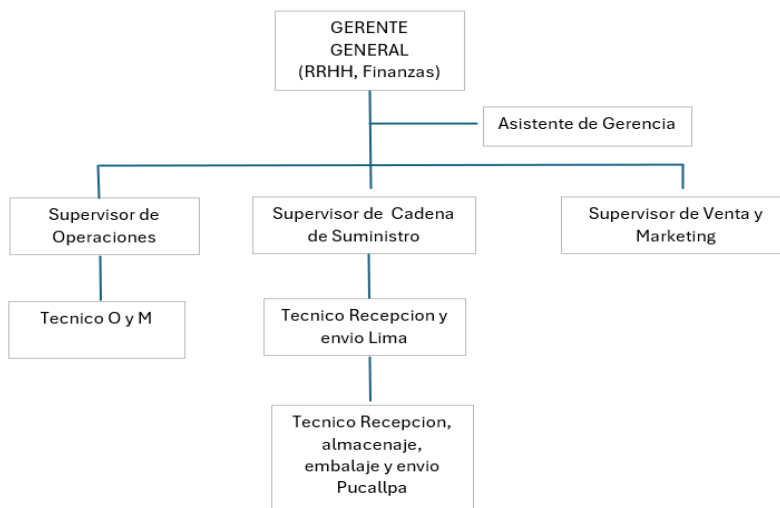 GERENTE
GENERAL
(RRHH, Finanzas)
Asistente de Gerencia
Supervisor de
Operaciones
Supervisor de Cadena
de Suministro
Supervisor de Venta y
Marketing
Tecnico O y M
Tecnico Recepcion y
envio Lima
Tecnico Recepcion,
almacenaje,
embalaje y envio
Pucallpa